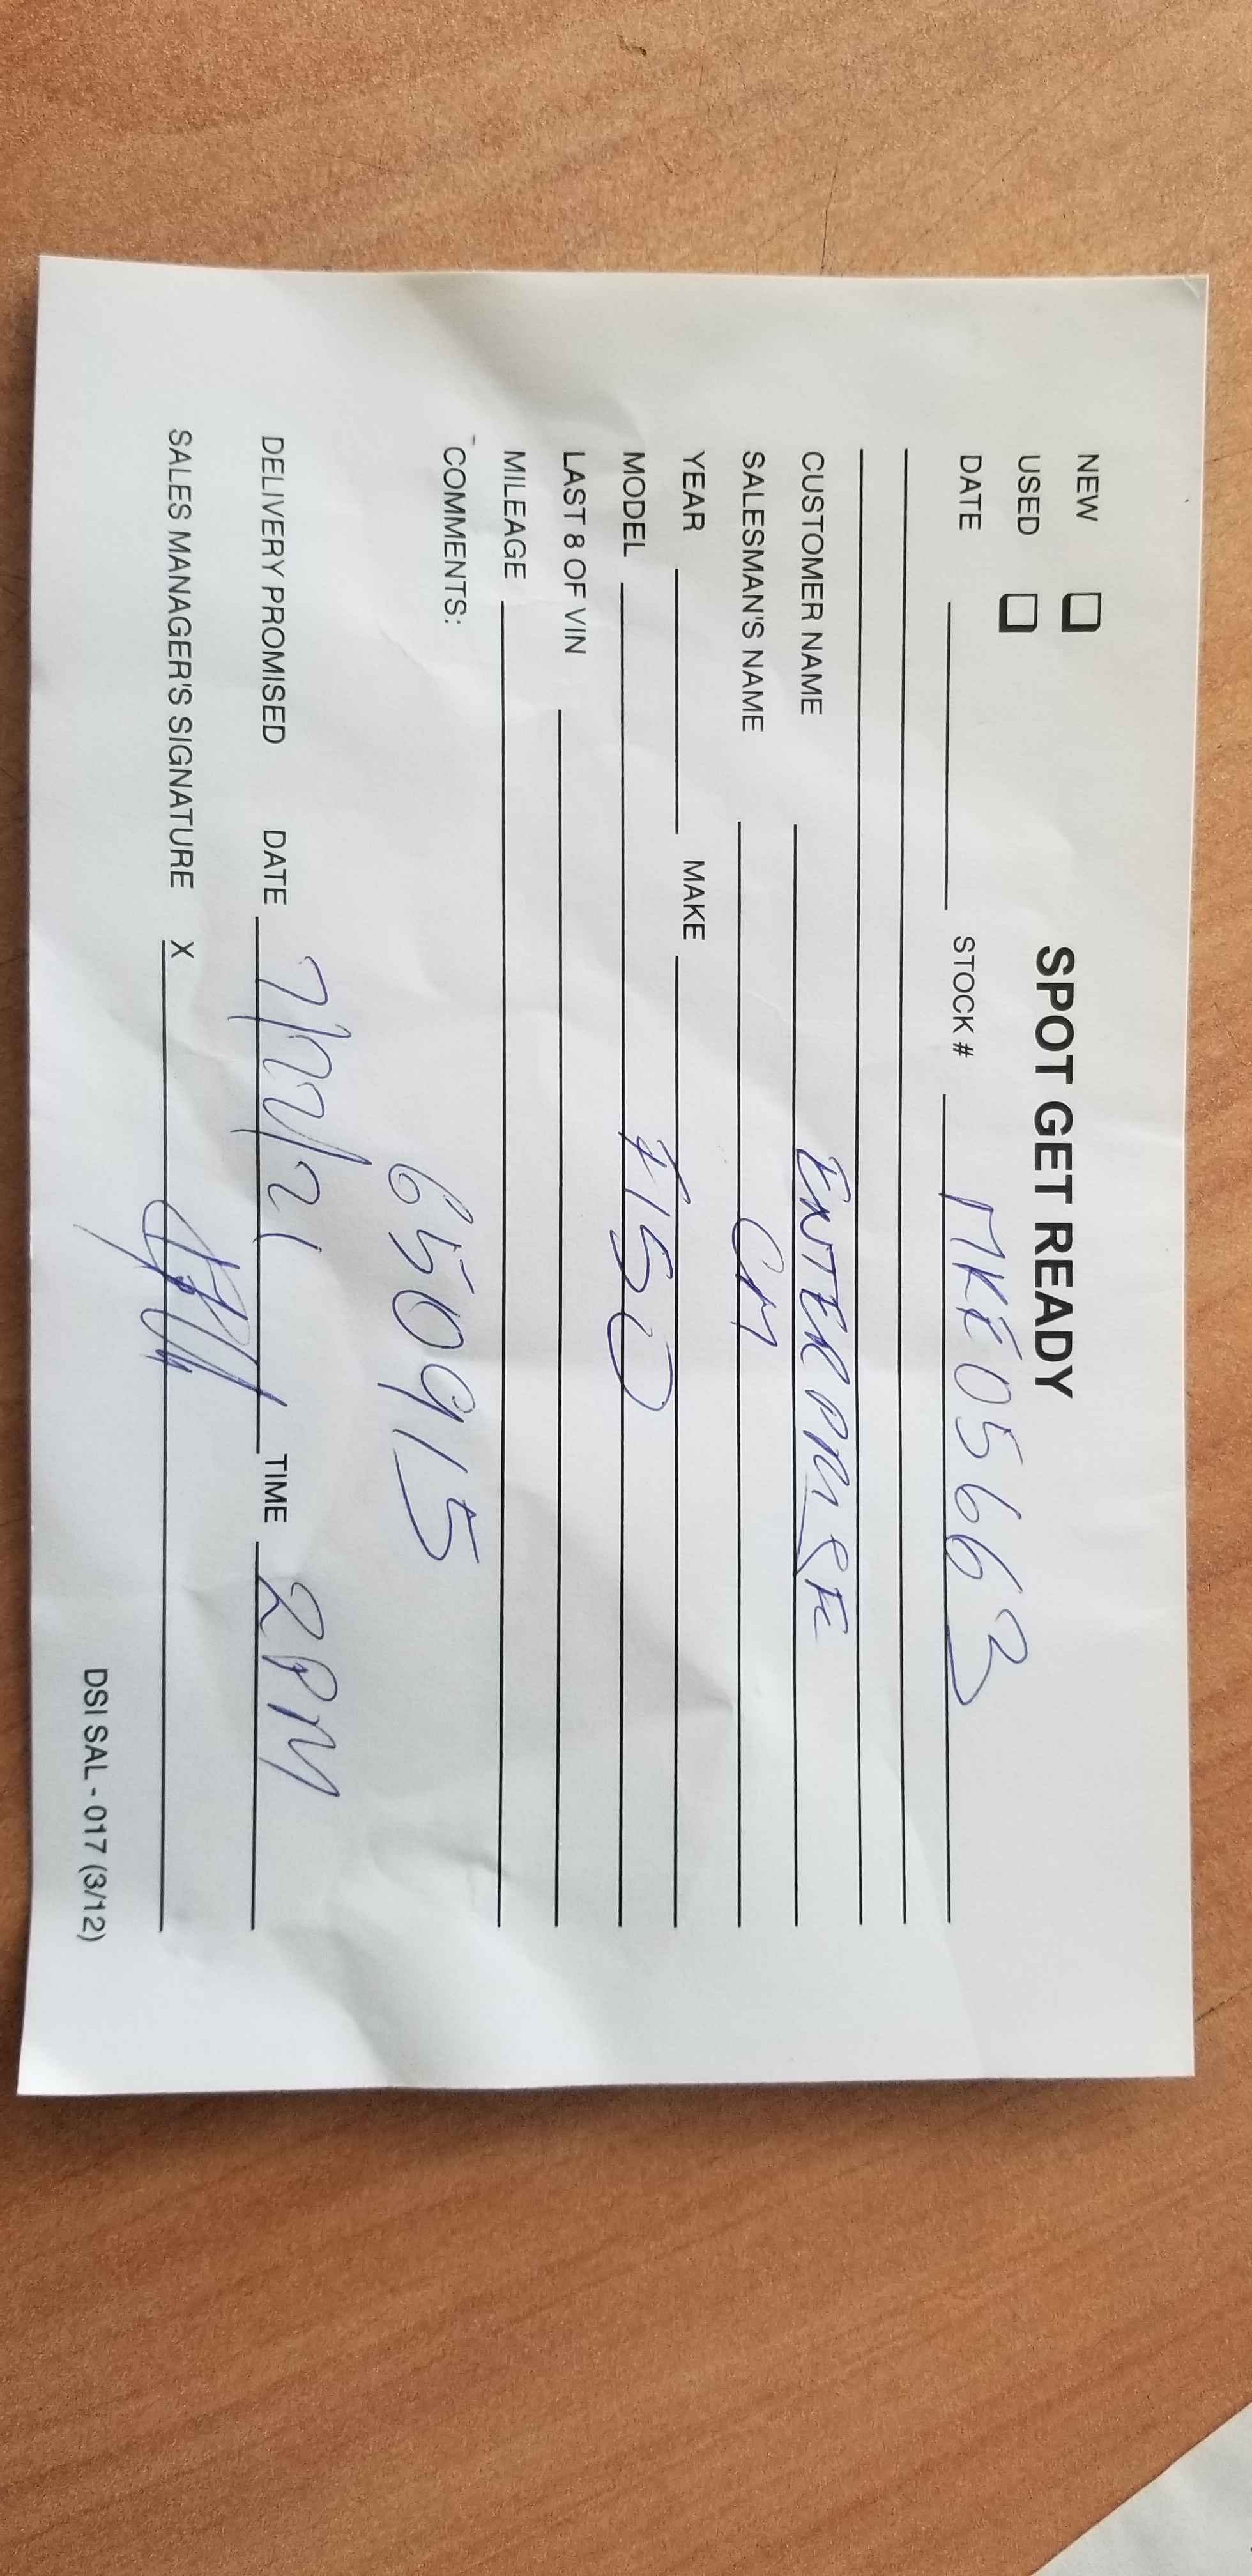 SPOT GET READY
NEW
USED
DATE STOCK # MKE05663
CUSTOMER NAME ENTERPRISE
SALESMAN'S NAME CM
YEAR MAKE
MODEL F150
LAST 8 OF VIN
MILEAGE
COMMENTS:
650915
DELIVERY PROMISED DATE 7/22/21 TIME 2PM
SALES MANAGER'S SIGNATURE X
DSI SAL - 017 (3/12)